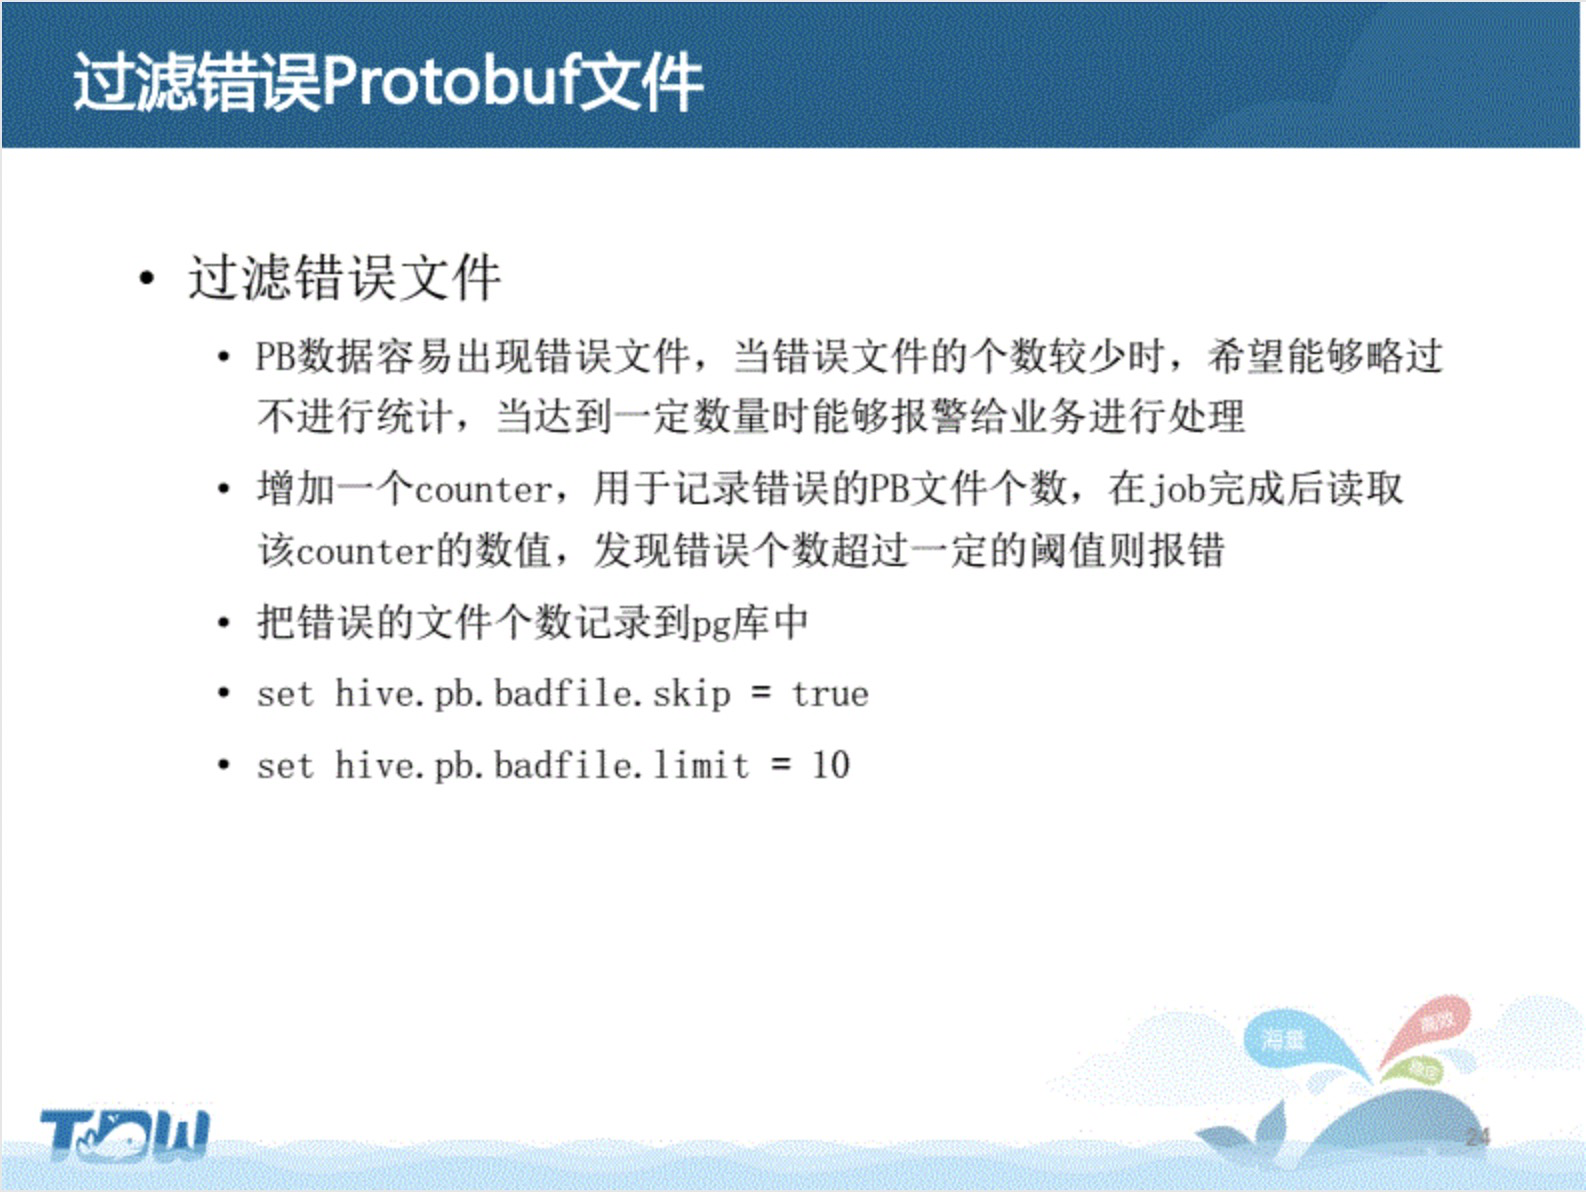 过滤错误Protobuf文件
• 过滤错误文件
• PB数据容易出现错误文件，当错误文件的个数较少时，希望能够略过
不进行统计，当达到一定数量时能够报警给业务进行处理
• 增加一个counter，用于记录错误的PB文件个数，在job完成后读取
该counter的数值，发现错误个数超过一定的阈值则报错
• 把错误的文件个数记录到pg库中
• set hive.pb.badfile.skip = true
• set hive.pb.badfile.limit = 10
海量
高效
稳定
TDW
24